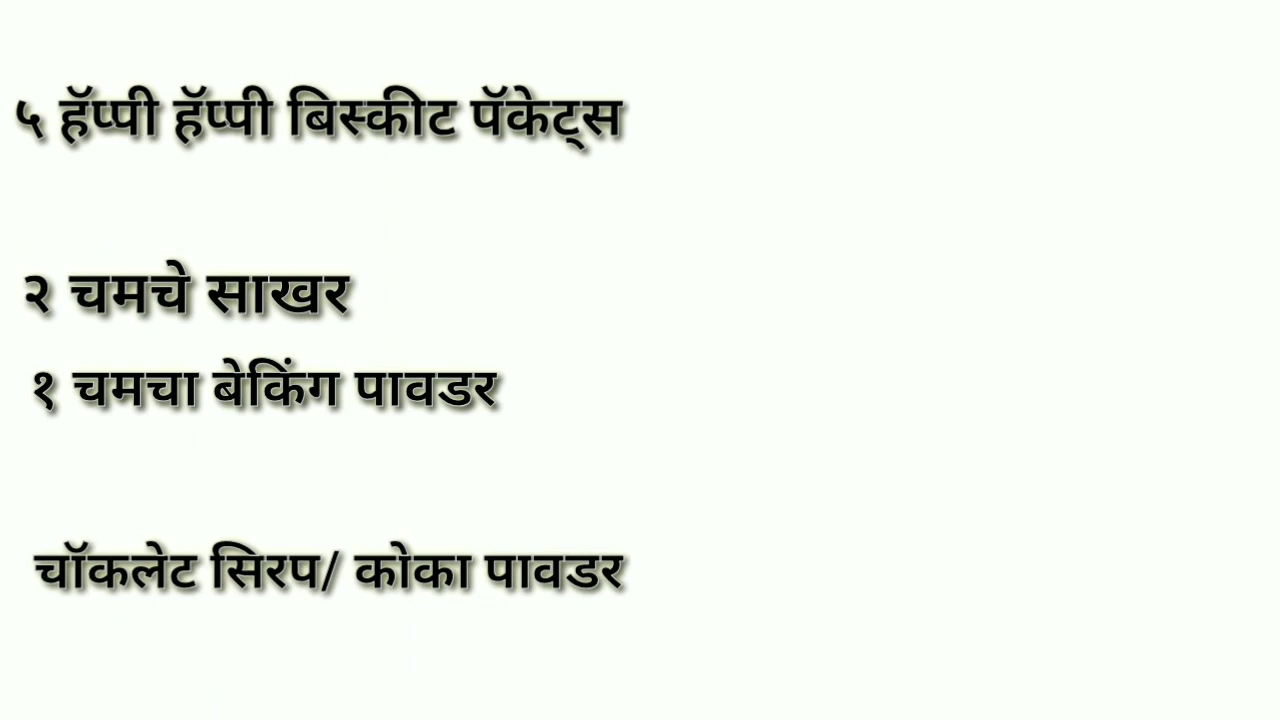 ५ हॅप्पी हॅप्पी बिस्कीट पॅकेट्स
२ चमचे साखर
१ चमचा बेकिंग पावडर
चॉकलेट सिरप/ कोका पावडर